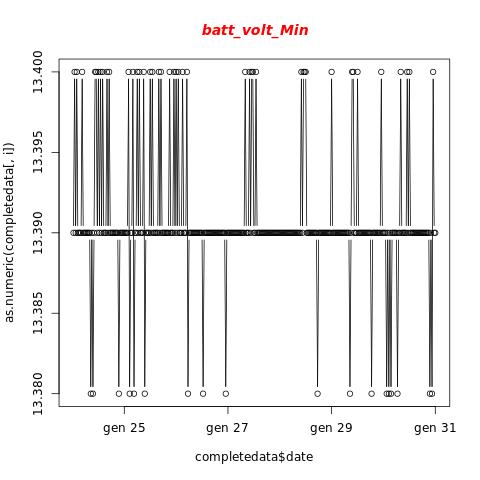 batt_volt_Min
as.numeric(completedata[, i])
13.400
13.395
13.390
13.385
13.380
gen 25 gen 27 gen 29 gen 31
completedata$date